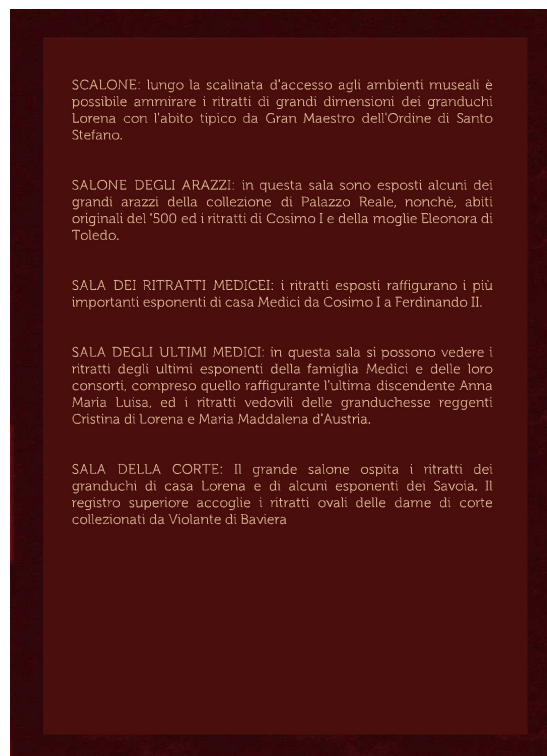 SCALONE: lungo la scalinata d'accesso agli ambienti museali è
possibile ammirare i ritratti di grandi dimensioni dei granduchi
Lorena con l'abito tipico da Gran Maestro dell'Ordine di Santo
Stefano.
SALONE DEGLI ARAZZI: in questa sala sono esposti alcuni dei
grandi arazzi della collezione di Palazzo Reale, nonchè, abiti
originali del '500 ed i ritratti di Cosimo I e della moglie Eleonora di
Toledo.
SALA DEI RITRATTI MEDICEI: i ritratti esposti raffigurano i più
importanti esponenti di casa Medici da Cosimo I a Ferdinando II.
SALA DEGLI ULTIMI MEDICI: in questa sala si possono vedere i
ritratti degli ultimi esponenti della famiglia Medici e delle loro
consorti, compreso quello raffigurante l'ultima discendente Anna
Maria Luisa, ed i ritratti vedovili delle granduchesse reggenti
Cristina di Lorena e Maria Maddalena d'Austria.
SALA DELLA CORTE: Il grande salone ospita i ritratti dei
granduchi di casa Lorena e di alcuni esponenti dei Savoia. Il
registro superiore accoglie i ritratti ovali delle dame di corte
collezionati da Violante di Baviera